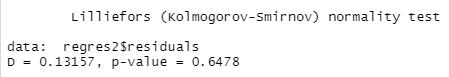 Lilliefors (Kolmogorov-Smirnov) normality test
data:  regres2$residuals
D = 0.13157, p-value = 0.6478